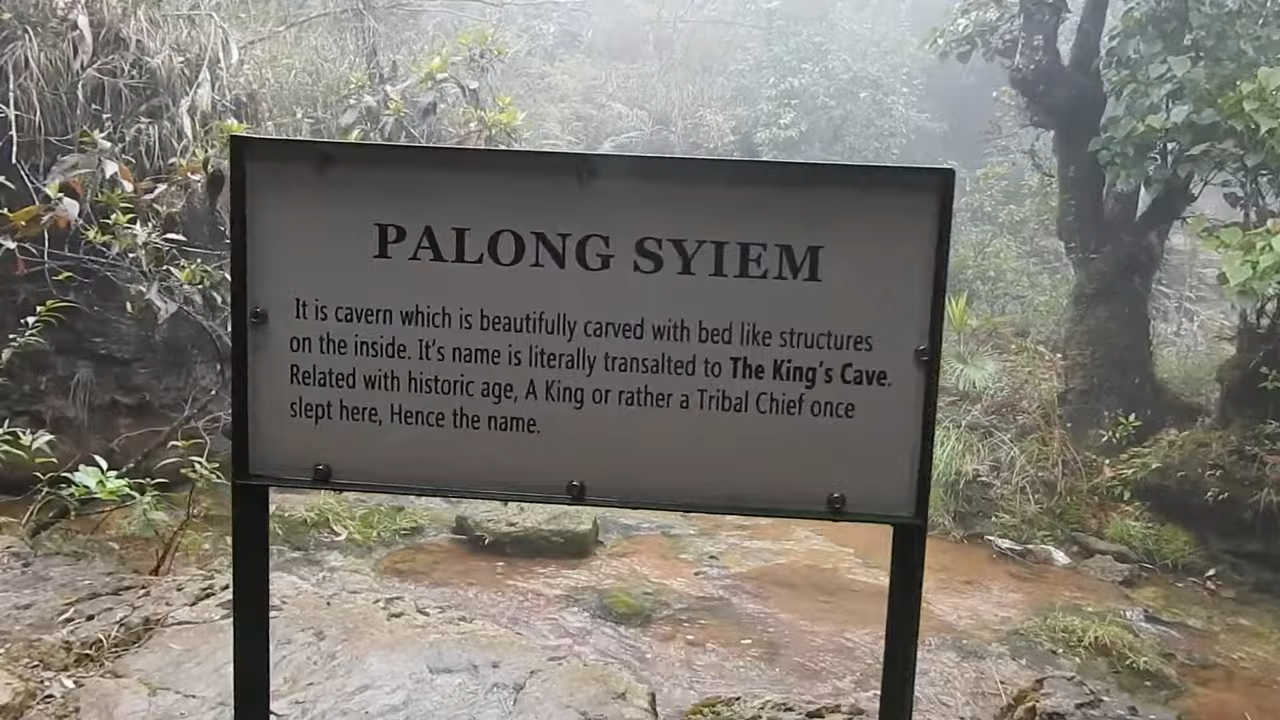 PALONG SYIEM
It is cavern which is beautifully carved with bed like structures
on the inside. It's name is literally transalted to The King's Cave.
Related with historic age, A King or rather a Tribal Chief once
slept here, Hence the name.